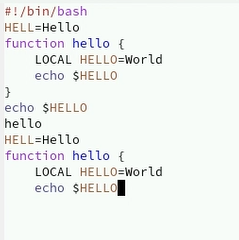 #!/bin/bash
HELL=Hello
function hello {
    LOCAL HELLO=World
    echo $HELLO
}
echo $HELLO
hello
HELL=Hello
function hello {
    LOCAL HELLO=World
    echo $HELLO